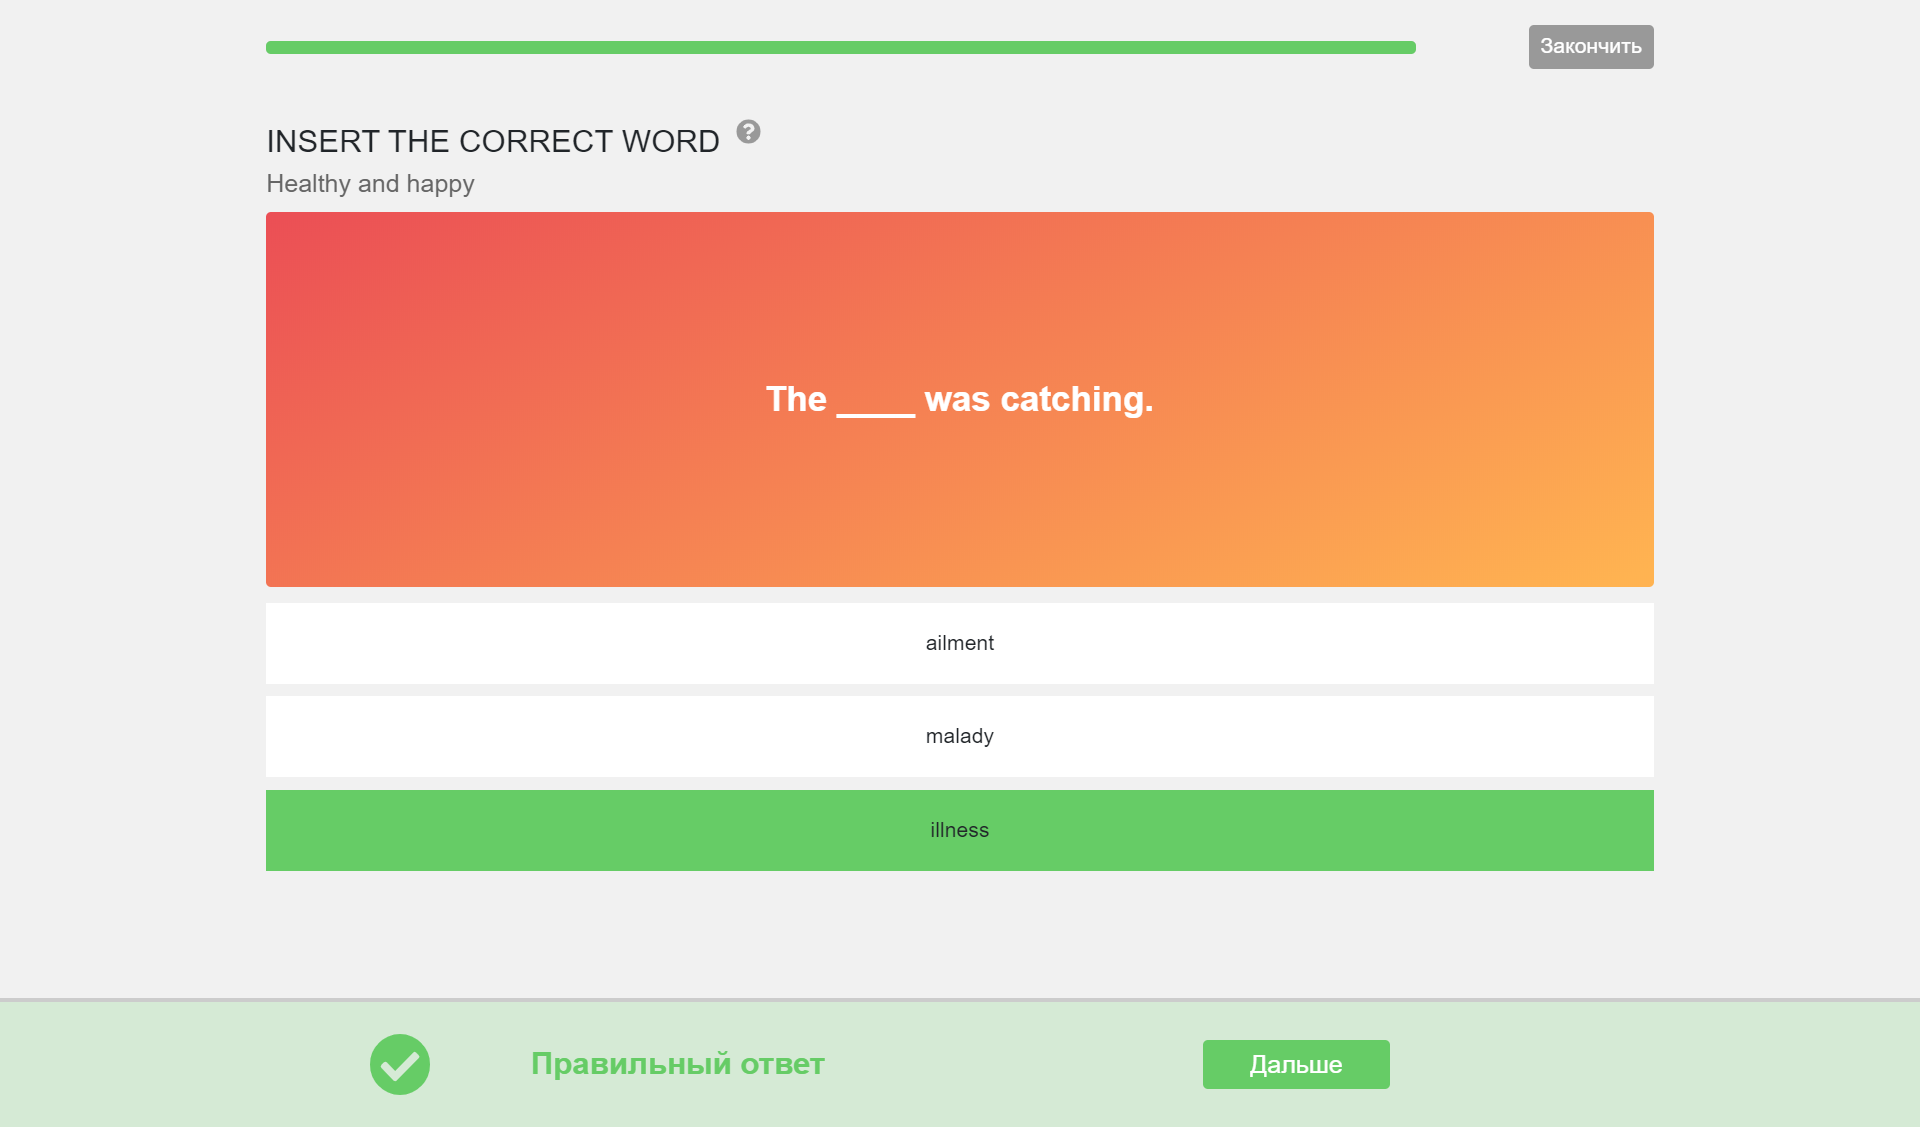 Закончить
INSERT THE CORRECT WORD
Healthy and happy
The ____ was catching.
ailment
malady
illness
Правильный ответ
Дальше